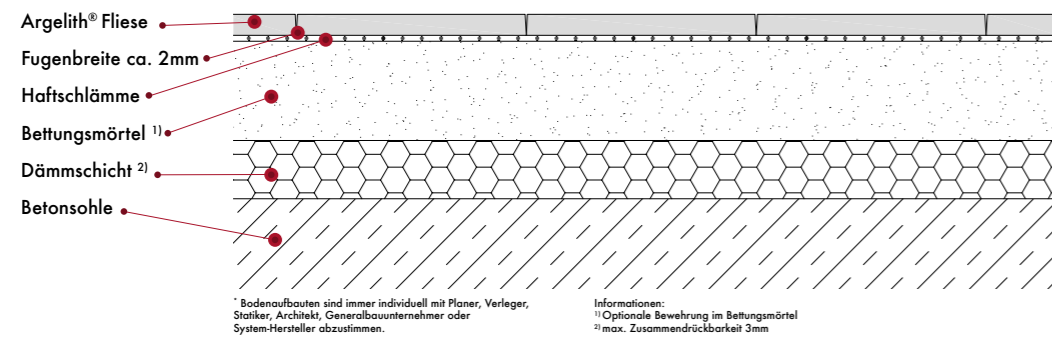 Argelith® Fliese
Fugenbreite ca. 2mm
Haftschlämme
Bettungsmörtel ¹⁾
Dämmschicht ²⁾
Betonsohle
* Bodenaufbauten sind immer individuell mit Planer, Verleger,
Statiker, Architekt, Generalbauunternehmer oder
System-Hersteller abzustimmen.
Informationen:
¹⁾ Optionale Bewehrung im Bettungsmörtel
²⁾ max. Zusammendrückbarkeit 3mm